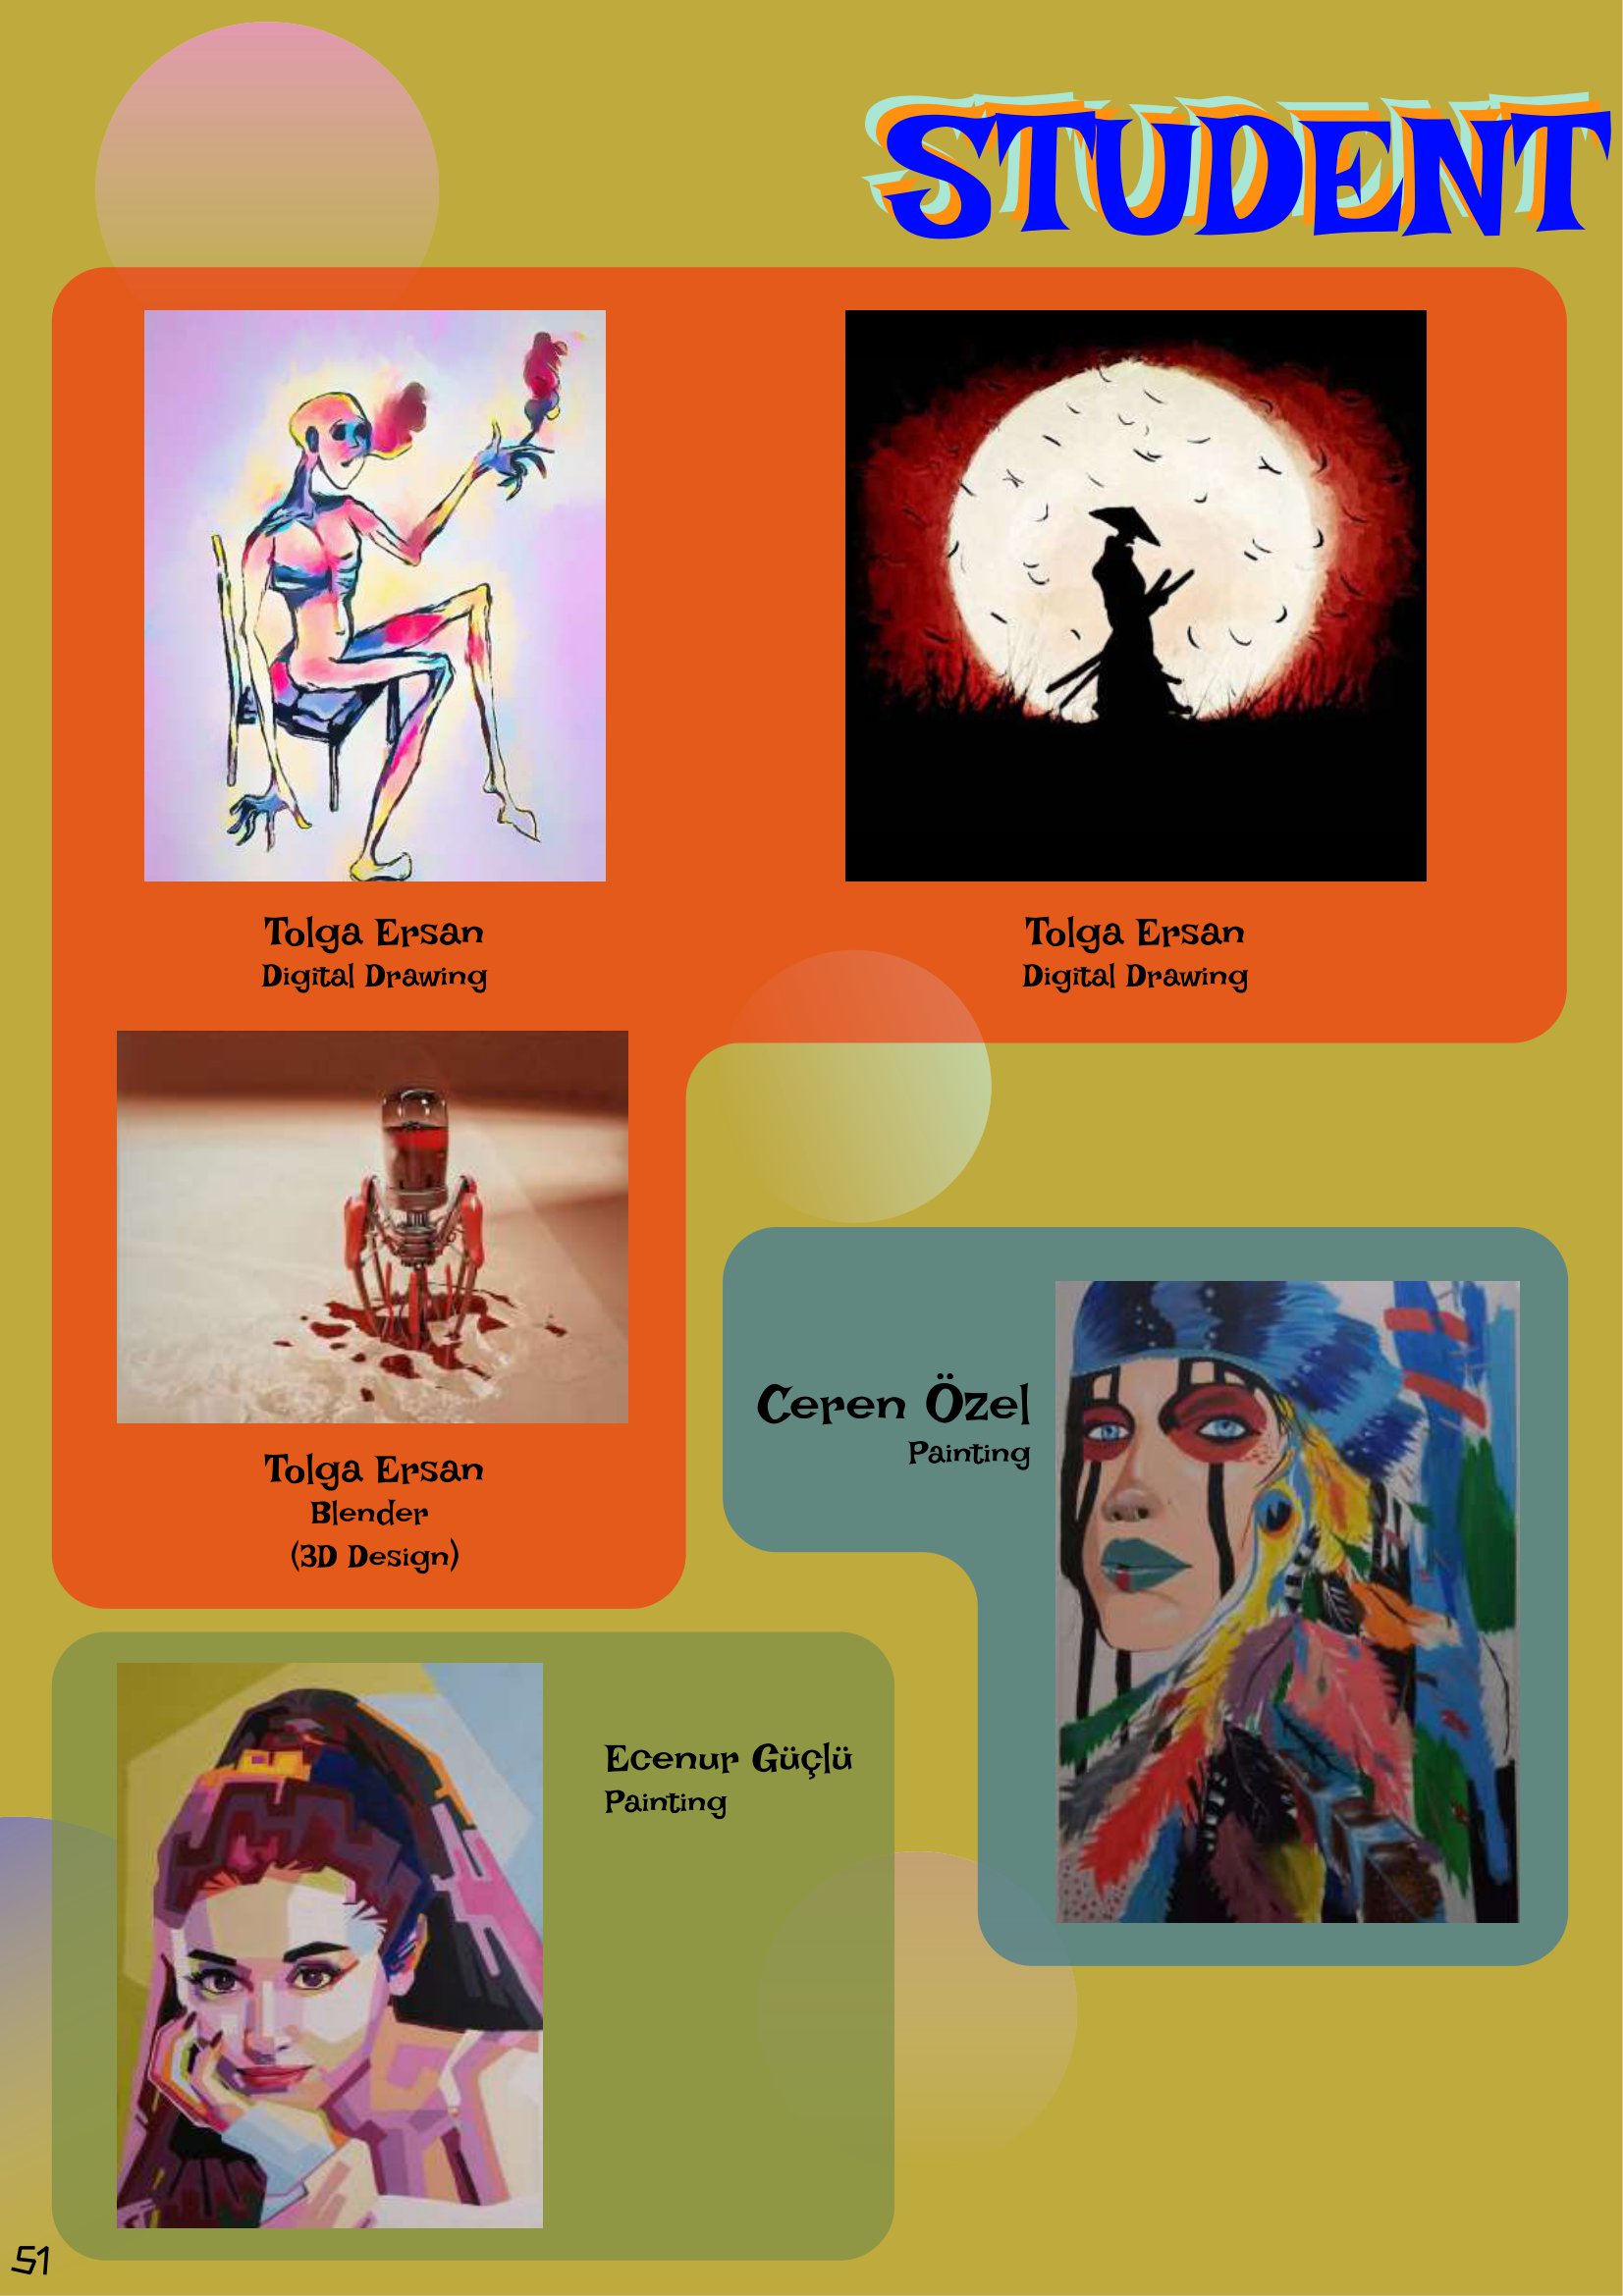 STUDENT
Tolga Ersan
Digital Drawing
Tolga Ersan
Digital Drawing
Tolga Ersan
Blender
(3D Design)
Ceren Özel
Painting
Ecenur Güçlü
Painting
51